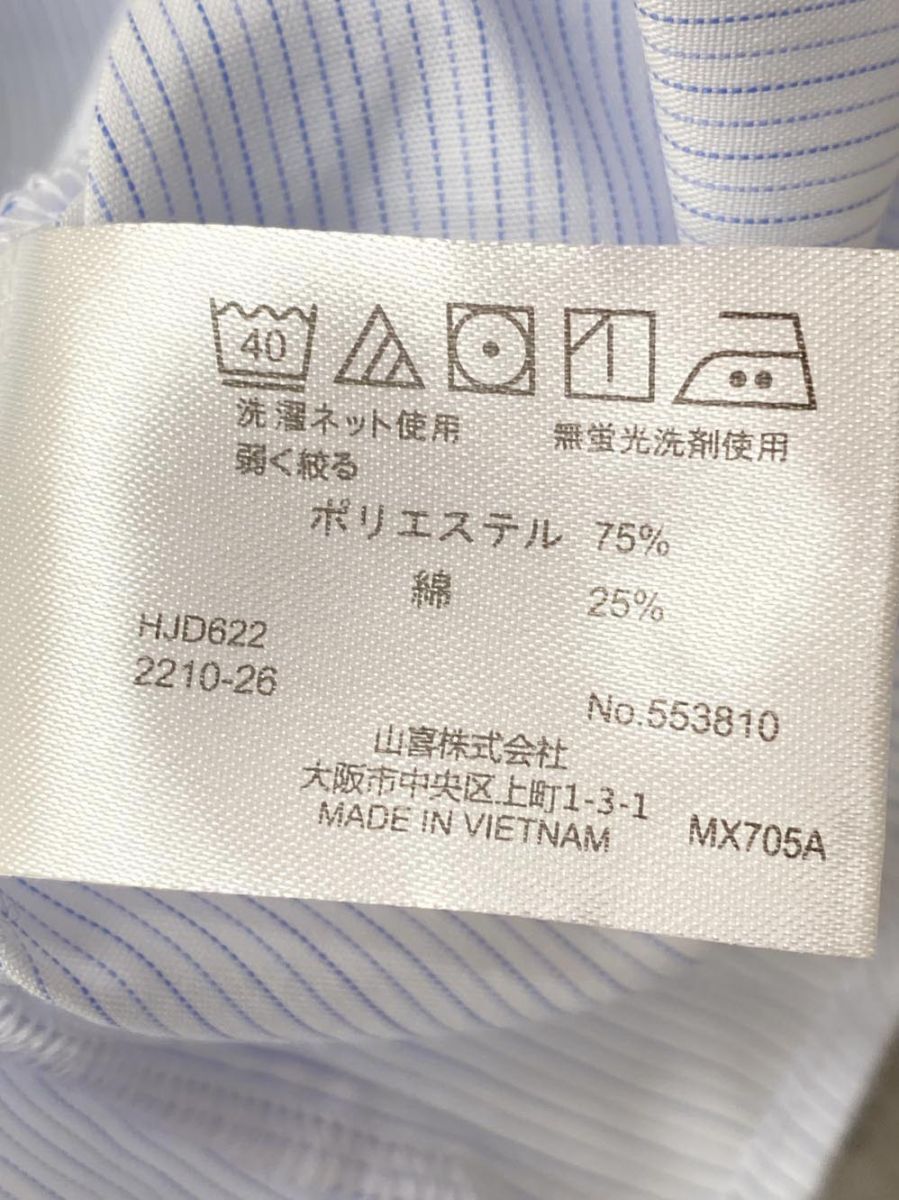 40
洗濯ネット使用
弱く絞る
無蛍光洗剤使用
ポリエステル 75%
綿 25%
HJD622
2210-26
No.553810
山喜株式会社
大阪市中央区上町1-3-1
MADE IN VIETNAM
MX705A